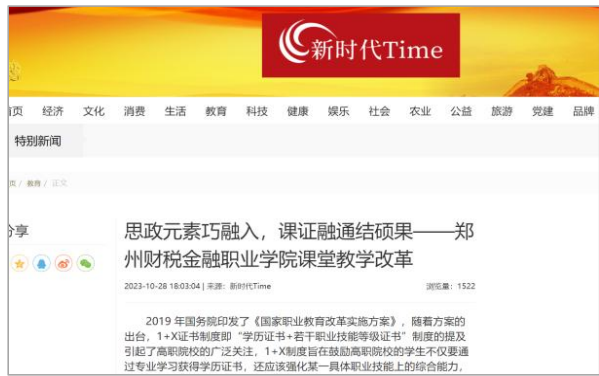 新时代Time
页 经济 文化 消费 生活 教育 科技 健康 娱乐 社会 农业 公益 旅游 党建 品牌
特别新闻
页 / 教育 / 正文
分享
思政元素巧融入，课证融通结硕果——郑
州财税金融职业学院课堂教学改革
2023-10-28 18:03:04 | 来源：新时代Time 浏览量：1522
2019 年国务院印发了《国家职业教育改革实施方案》，随着方案的
出台，1+X证书制度即“学历证书+若干职业技能等级证书”制度的提及
引起了高职院校的广泛关注，1+X制度旨在鼓励高职院校的学生不仅要通
过专业学习获得学历证书，还应该强化某一具体职业技能上的综合能力，